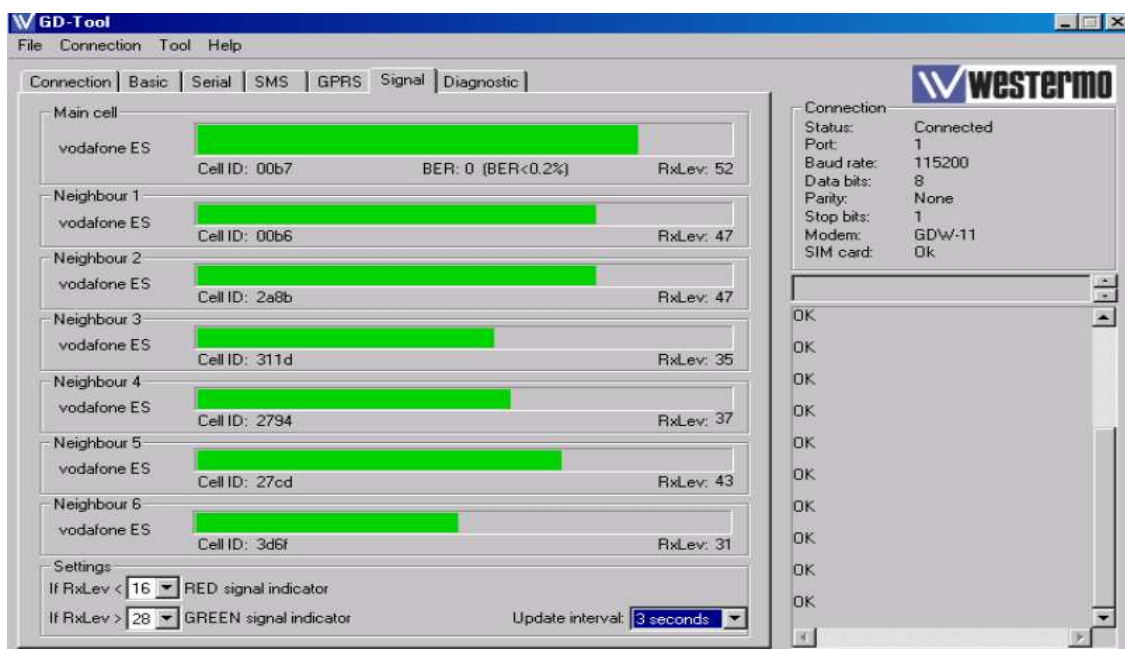 GD-Tool
File Connection Tool Help
Connection Basic Serial SMS GPRS Signal Diagnostic
westermo
Main cell
vodafone ES
Cell ID: 00b7 BER: 0 (BER<0.2%) RxLev: 52
Neighbour 1
vodafone ES
Cell ID: 00b6 RxLev: 47
Neighbour 2
vodafone ES
Cell ID: 2a8b RxLev: 47
Neighbour 3
vodafone ES
Cell ID: 311d RxLev: 35
Neighbour 4
vodafone ES
Cell ID: 2794 RxLev: 37
Neighbour 5
vodafone ES
Cell ID: 27cd RxLev: 43
Neighbour 6
vodafone ES
Cell ID: 3d6f RxLev: 31
Settings
If RxLev < 16 RED signal indicator
If RxLev > 28 GREEN signal indicator Update interval: 3 seconds
Connection
Status: Connected
Port: 1
Baud rate: 115200
Data bits: 8
Parity: None
Stop bits: 1
Modem: GDW-11
SIM card: Ok
OK
OK
OK
OK
OK
OK
OK
OK
OK
OK